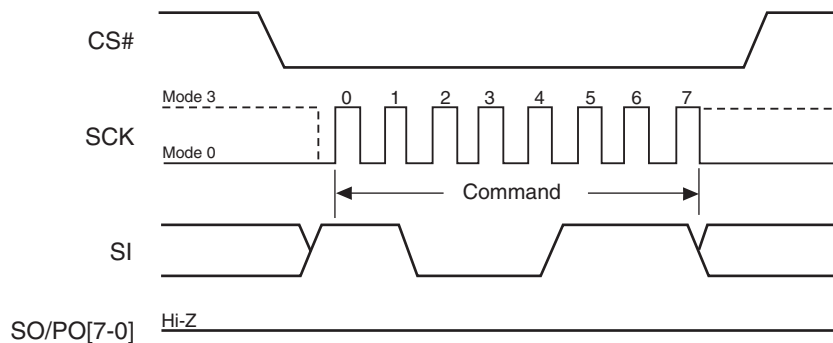 CS#
Mode 3
0 1 2 3 4 5 6 7
SCK
Mode 0
Command
SI
Hi-Z
SO/PO[7-0]